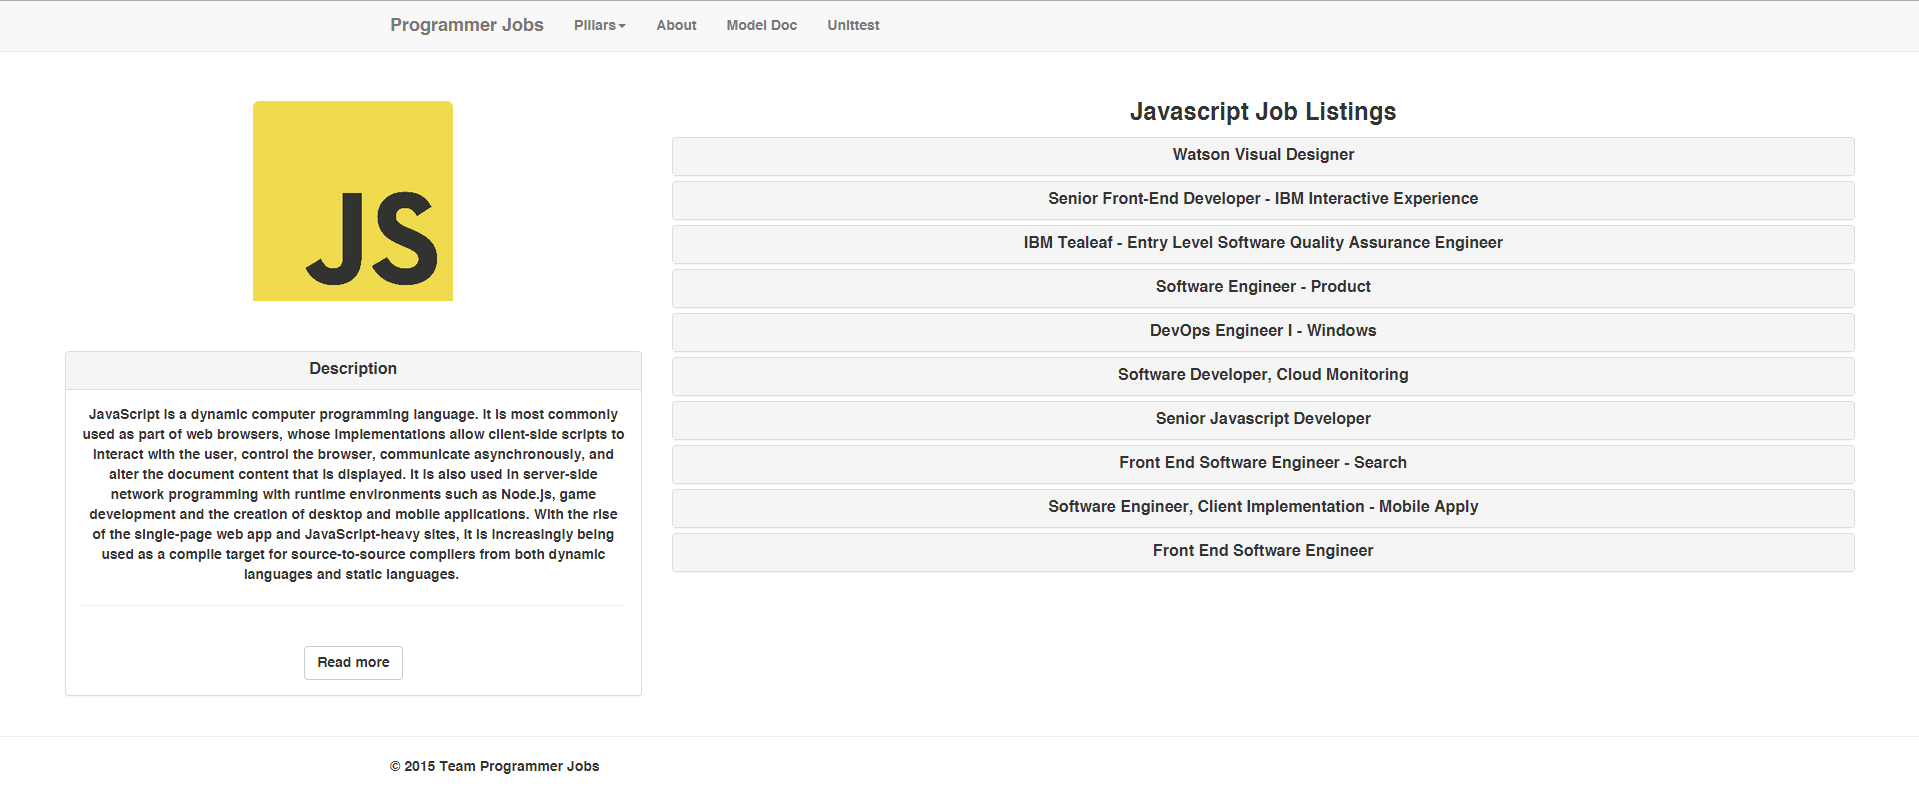 Programmer Jobs Pillars About Model Doc Unittest
JS
Description
JavaScript is a dynamic computer programming language. It is most commonly
used as part of web browsers, whose implementations allow client-side scripts to
interact with the user, control the browser, communicate asynchronously, and
alter the document content that is displayed. It is also used in server-side
network programming with runtime environments such as Node.js, game
development and the creation of desktop and mobile applications. With the rise
of the single-page web app and JavaScript-heavy sites, it is increasingly being
used as a compile target for source-to-source compilers from both dynamic
languages and static languages.
Read more
Javascript Job Listings
Watson Visual Designer
Senior Front-End Developer - IBM Interactive Experience
IBM Tealeaf - Entry Level Software Quality Assurance Engineer
Software Engineer - Product
DevOps Engineer I - Windows
Software Developer, Cloud Monitoring
Senior Javascript Developer
Front End Software Engineer - Search
Software Engineer, Client Implementation - Mobile Apply
Front End Software Engineer
© 2015 Team Programmer Jobs